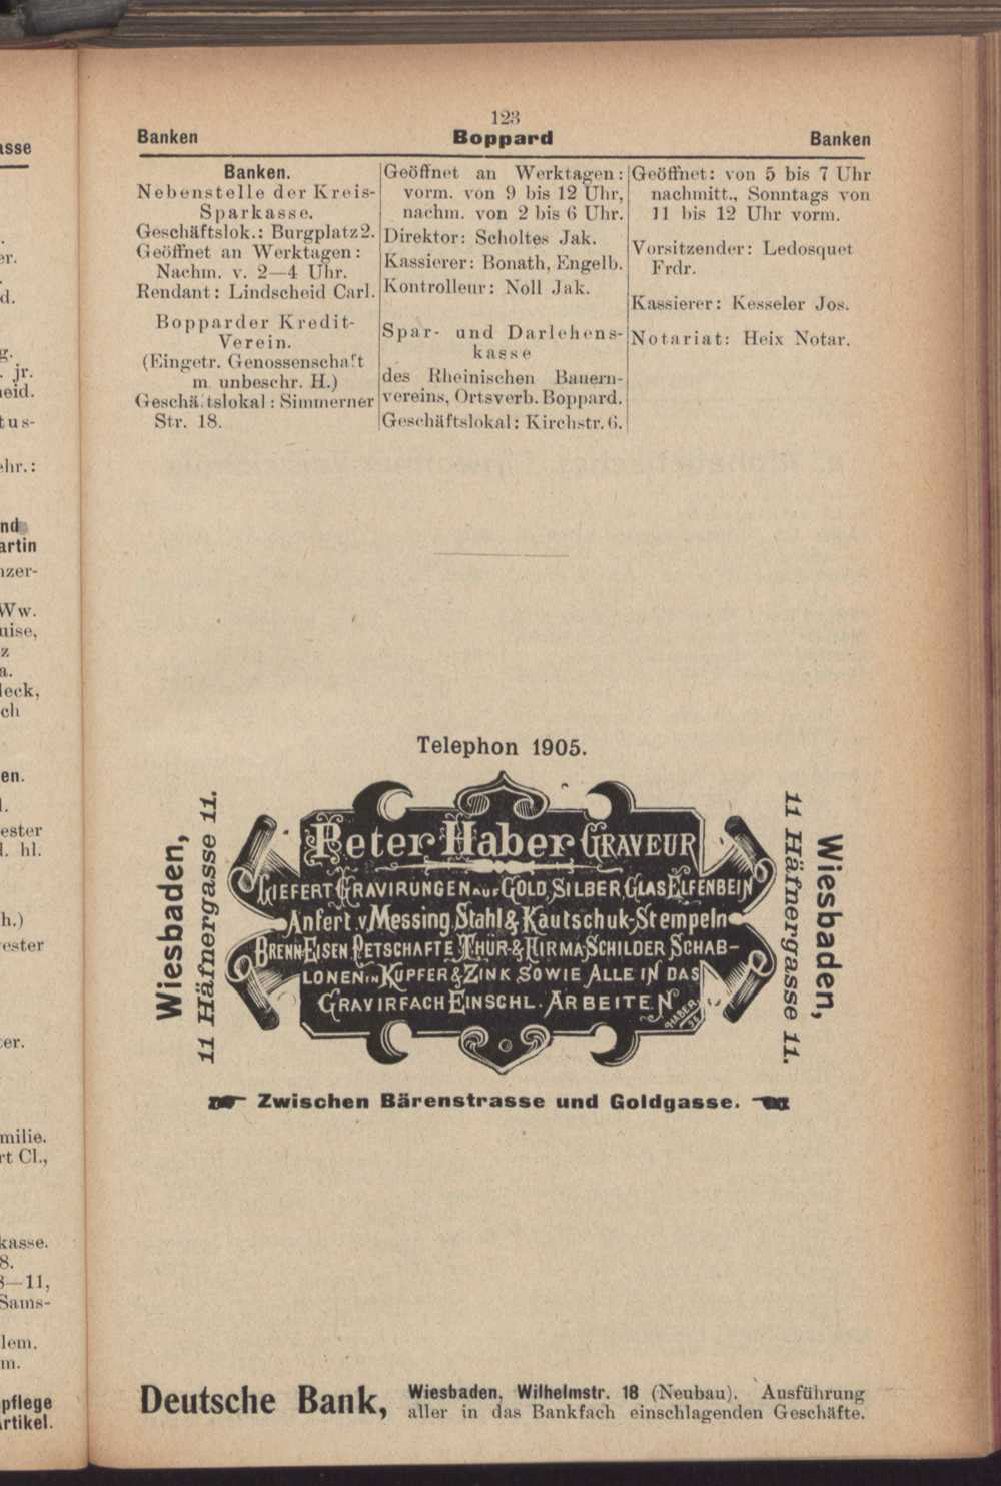 123
Banken Boppard Banken
Banken.
Nebenstelle der Kreis-
Sparkasse.
Geschäftslok.: Burgplatz 2.
Geöffnet an Werktagen:
Nachm. v. 2—4 Uhr.
Rendant: Lindscheid Carl.
Bopparder Kredit-
Verein.
(Eingetr. Genossenschaft
m unbeschr. H.)
Geschäftslokal: Simmerner
Str. 18.
Geöffnet an Werktagen:
vorm. von 9 bis 12 Uhr,
nachm. von 2 bis 6 Uhr.
Direktor: Scholtes Jak.
Kassierer: Bonath, Engelb.
Kontrolleur: Noll Jak.
Spar- und Darlehens-
kasse
des Rheinischen Bauern-
vereins, Ortsverb. Boppard.
Geschäftslokal: Kirchstr. 6.
Geöffnet: von 5 bis 7 Uhr
nachmitt., Sonntags von
11 bis 12 Uhr vorm.
Vorsitzender: Ledosquet
Frdr.
Kassierer: Kesseler Jos.
Notariat: Heix Notar.
Telephon 1905.
Wiesbaden,
11 Häfnergasse 11.
Peter Haber GRAVEUR
LIEFERT GRAVIRUNGEN AUF GOLD, SILBER, GLAS, ELFENBEIN
Anfert. v. Messing, Stahl & Kautschuk-Stempeln
BRENN-EISEN, PETSCHAFTE, THÜR- & FIRMA-SCHILDER, SCHAB-
LONEN IN KUPFER & ZINK SOWIE ALLE IN DAS
GRAVIRFACH EINSCHL. ARBEITEN
HABER.
11 Häfnergasse 11.
Wiesbaden,
Zwischen Bärenstrasse und Goldgasse.
Deutsche Bank, Wiesbaden, Wilhelmstr. 18 (Neubau). Ausführung
aller in das Bankfach einschlagenden Geschäfte.